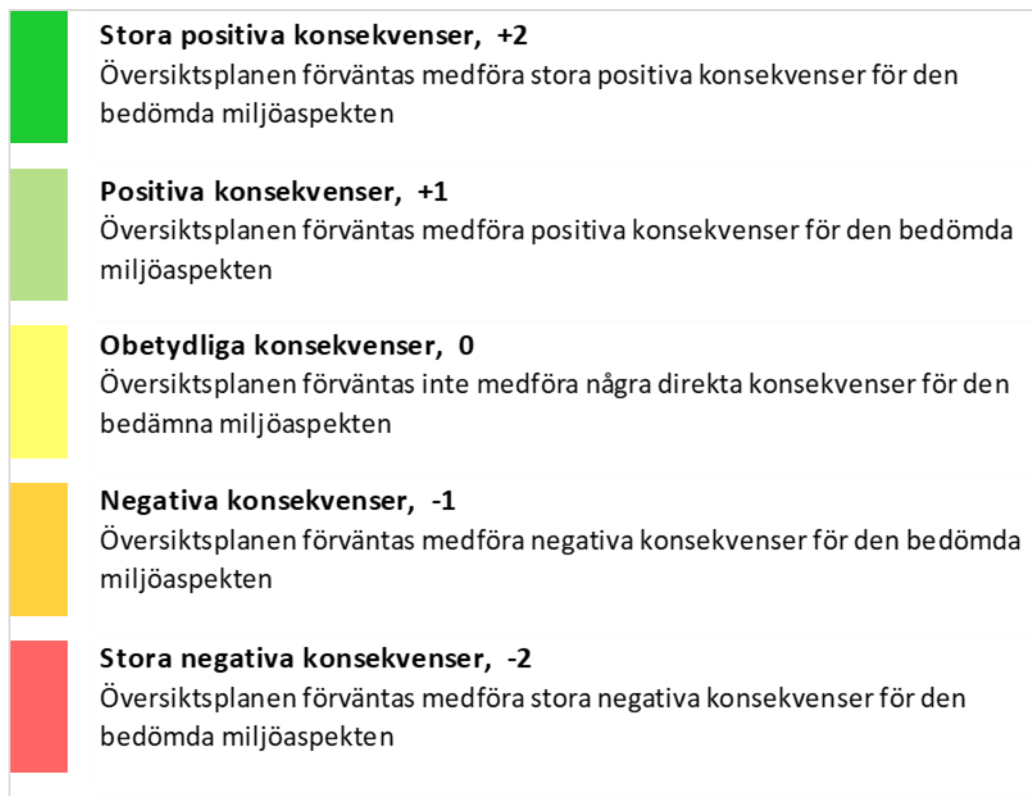 Stora positiva konsekvenser, +2
Översiktsplanen förväntas medföra stora positiva konsekvenser för den
bedömda miljöaspekten
Positiva konsekvenser, +1
Översiktsplanen förväntas medföra positiva konsekvenser för den bedömda
miljöaspekten
Obetydliga konsekvenser, 0
Översiktsplanen förväntas inte medföra några direkta konsekvenser för den
bedämna miljöaspekten
Negativa konsekvenser, -1
Översiktsplanen förväntas medföra negativa konsekvenser för den bedömda
miljöaspekten
Stora negativa konsekvenser, -2
Översiktsplanen förväntas medföra stora negativa konsekvenser för den
bedömda miljöaspekten